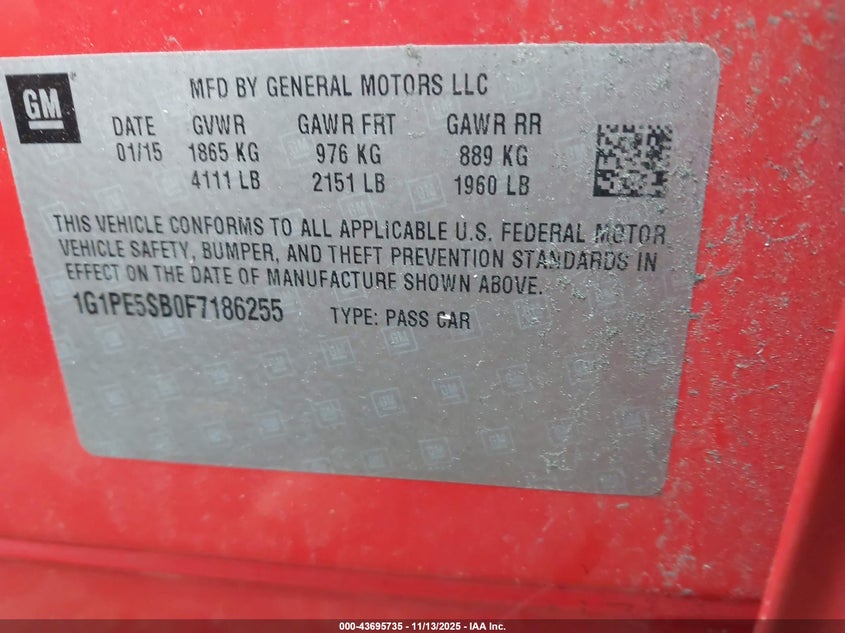 GM
MFD BY GENERAL MOTORS LLC
DATE GVWR GAWR FRT GAWR RR
01/15 1865 KG 976 KG 889 KG
4111 LB 2151 LB 1960 LB
THIS VEHICLE CONFORMS TO ALL APPLICABLE U.S. FEDERAL MOTOR
VEHICLE SAFETY, BUMPER, AND THEFT PREVENTION STANDARDS IN
EFFECT ON THE DATE OF MANUFACTURE SHOWN ABOVE.
1G1PE5SB0F7186255 TYPE: PASS CAR
000-43695735 - 11/13/2025 - IAA Inc.